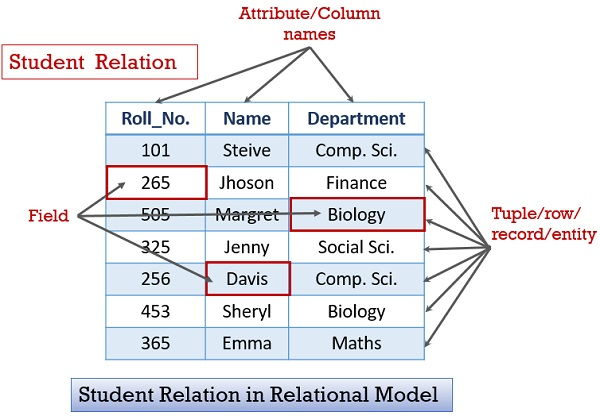 Attribute/Column
names
Student Relation
Roll_No. Name Department
101 Steive Comp. Sci.
265 Jhoson Finance
Field
505 Margret Biology
Tuple/row/
record/entity
325 Jenny Social Sci.
256 Davis Comp. Sci.
453 Sheryl Biology
365 Emma Maths
Student Relation in Relational Model